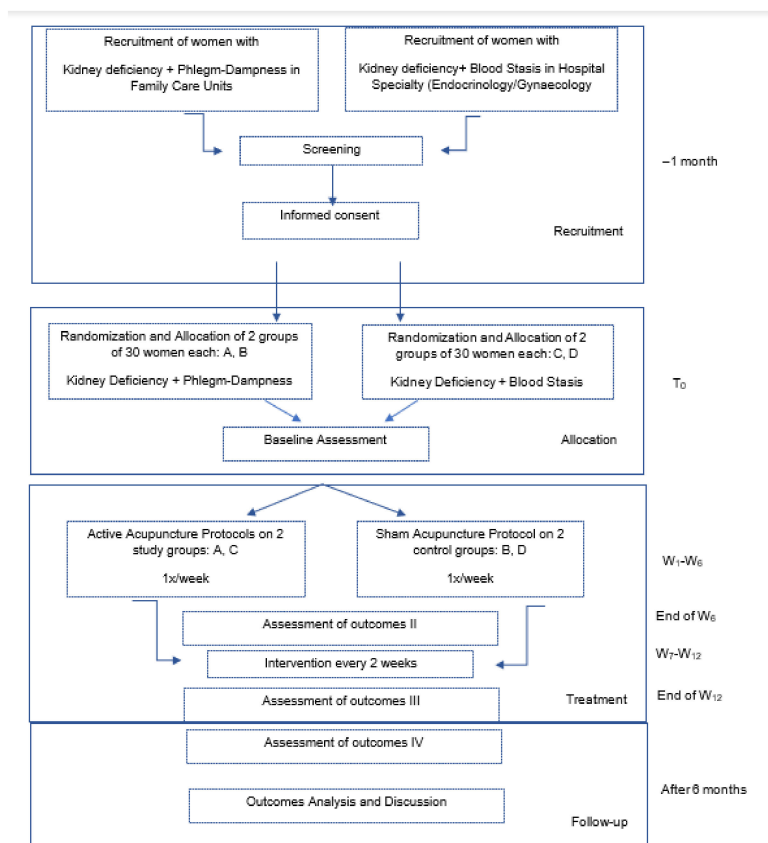 Recruitment of women with
Kidney deficiency + Phlegm-Dampness in
Family Care Units
Recruitment of women with
Kidney deficiency+ Blood Stasis in Hospital
Specialty (Endocrinology/Gynaecology
Screening
–1 month
Informed consent
Recruitment
Randomization and Allocation of 2 groups
of 30 women each: A, B
Kidney Deficiency + Phlegm-Dampness
Randomization and Allocation of 2
groups of 30 women each: C, D
Kidney Deficiency + Blood Stasis
T0
Baseline Assessment
Allocation
Active Acupuncture Protocols on 2
study groups: A, C
1x/week
Sham Acupuncture Protocol on 2
control groups: B, D
1x/week
W1-W6
Assessment of outcomes II
End of W6
Intervention every 2 weeks
W7-W12
Assessment of outcomes III
Treatment
End of W12
Assessment of outcomes IV
After 6 months
Outcomes Analysis and Discussion
Follow-up